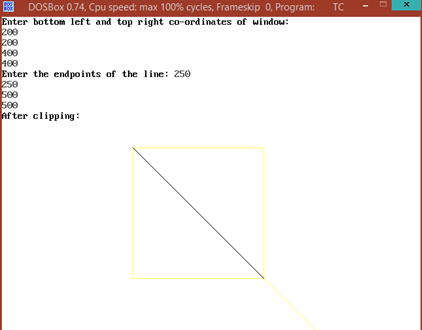 DOSBox 0.74, Cpu speed: max 100% cycles, Frameskip 0, Program: TC
Enter bottom left and top right co-ordinates of window:
200
200
400
400
Enter the endpoints of the line: 250
250
500
500
After clipping: